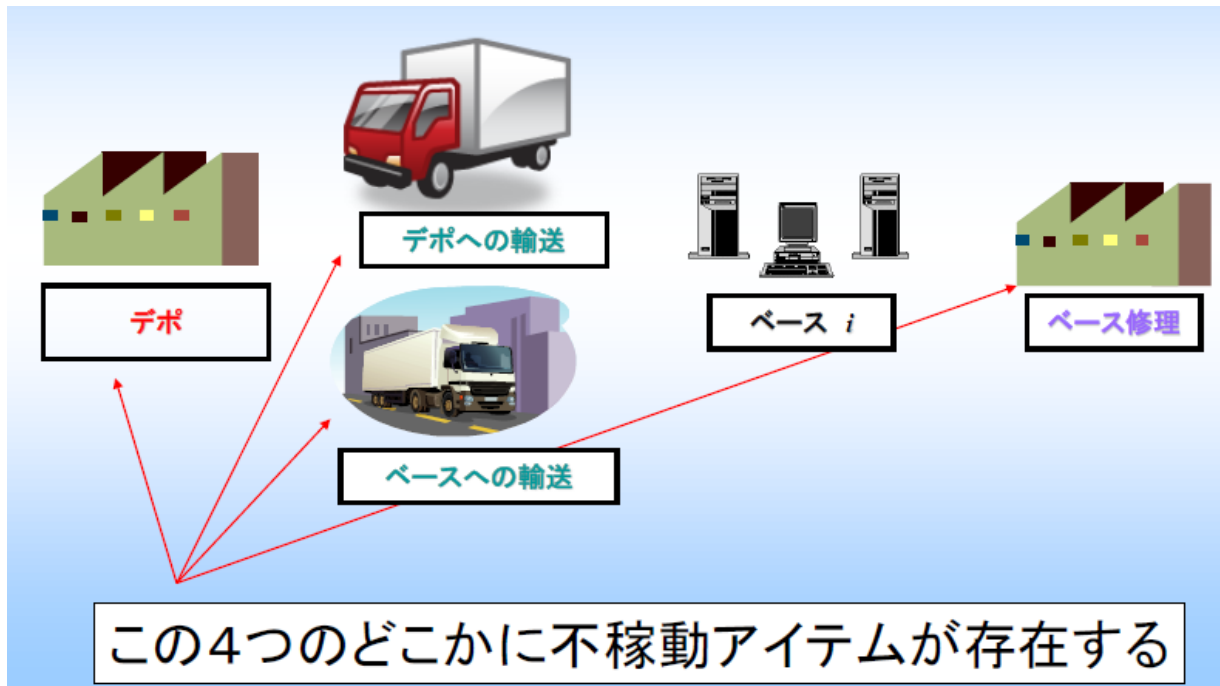 デポへの輸送
デポ
ベース i
ベース修理
ベースへの輸送
この４つのどこかに不稼動アイテムが存在する